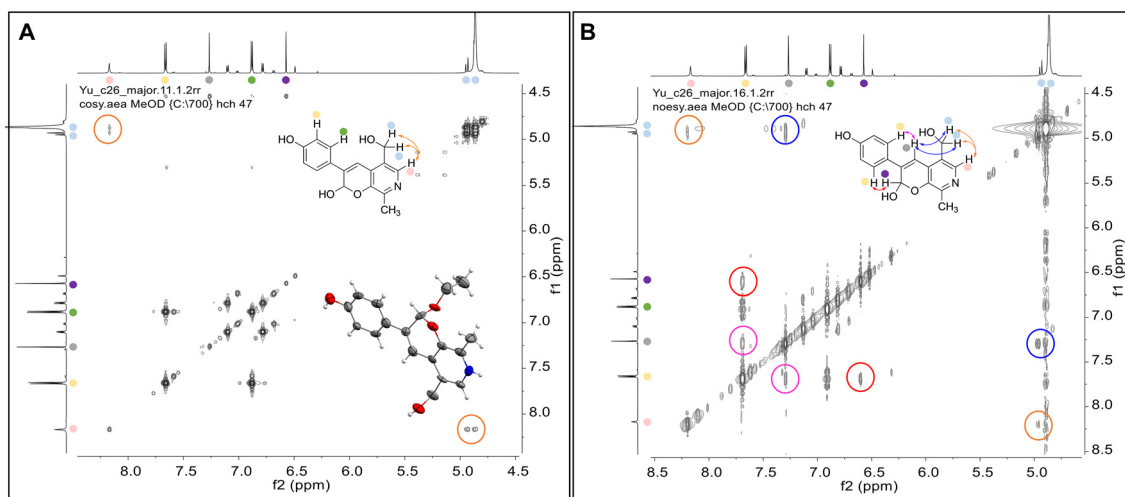 A
Yu_c26_major.11.1.2rr
cosy.aea MeOD {C:\700} hch 47
H
HO
H
HO
H
H
H
HO
O
N
CH3
4.5
5.0
5.5
6.0
6.5
7.0
7.5
8.0
f1 (ppm)
8.0 7.5 7.0 6.5 6.0 5.5 5.0 4.5
f2 (ppm)
B
Yu_c26_major.16.1.2rr
noesy.aea MeOD {C:\700} hch 47
HO
H
H
HO
H
H
H
H
H
HO
O
N
CH3
4.5
5.0
5.5
6.0
6.5
7.0
7.5
8.0
8.5
f1 (ppm)
8.5 8.0 7.5 7.0 6.5 6.0 5.5 5.0
f2 (ppm)